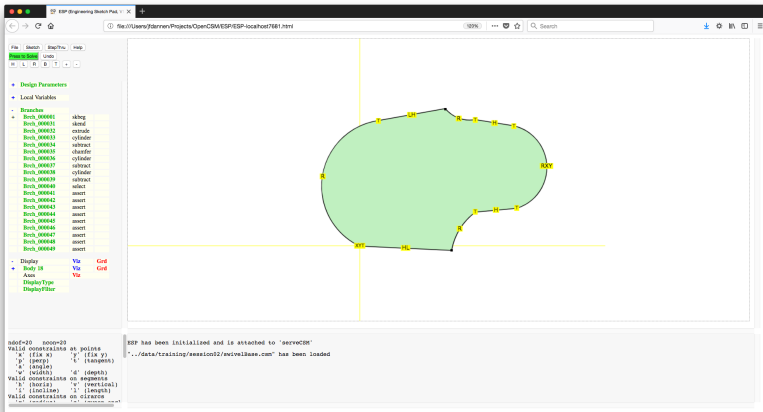 ESP (Engineering Sketch Pad, V1
file:///Users/jfdannen/Projects/OpenCSM/ESP/ESP-localhost7681.html
120%
Search
File Sketch StepThru Help
Press to Solve Undo
H L R B T + -
+ Design Parameters
+ Local Variables
- Branches
+ Brch_000001 skbeg
Brch_000031 skend
Brch_000032 extrude
Brch_000033 cylinder
Brch_000034 subtract
Brch_000035 chamfer
Brch_000036 cylinder
Brch_000037 subtract
Brch_000038 cylinder
Brch_000039 subtract
Brch_000040 select
Brch_000041 assert
Brch_000042 assert
Brch_000043 assert
Brch_000044 assert
Brch_000045 assert
Brch_000046 assert
Brch_000047 assert
Brch_000048 assert
Brch_000049 assert
- Display Viz Grd
+ Body 18 Viz Grd
Axes Viz
DisplayType
DisplayFilter
T LH R T H T
R RXY
T H T
R
XYT HL
ndof=20 ncon=20
Valid constraints at points
'x' (fix x) 'y' (fix y)
'p' (perp) 't' (tangent)
'a' (angle)
'w' (width) 'd' (depth)
Valid constraints on segments
'h' (horiz) 'v' (vertical)
'i' (incline) 'l' (length)
Valid constraints on cirarcs
ESP has been initialized and is attached to 'serveCSM'
"../data/training/session02/swivelBase.csm" has been loaded